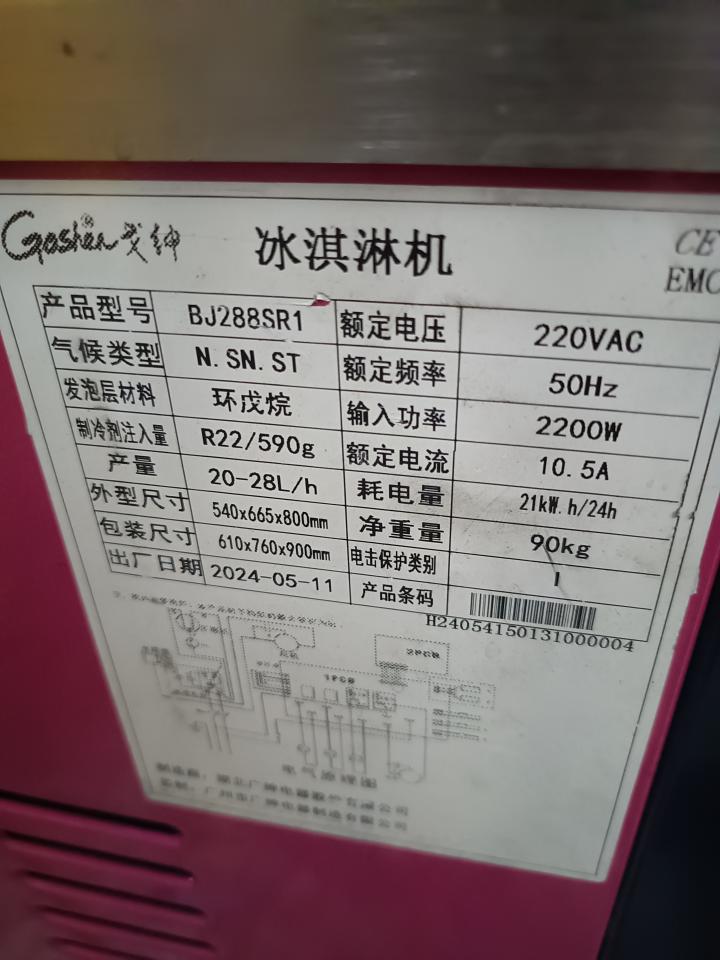 Goshen® 戈绅
冰淇淋机
CE
EMC
产品型号 BJ288SR1 额定电压 220VAC
气候类型 N.SN.ST 额定频率 50Hz
发泡层材料 环戊烷 输入功率 2200W
制冷剂注入量 R22/590g 额定电流 10.5A
产量 20-28L/h 耗电量 21kW.h/24h
外型尺寸 540x665x800mm 净重量 90kg
包装尺寸 610x760x900mm 电击保护类别 I
出厂日期 2024-05-11 产品条码
H24054150131000004
电气原理图